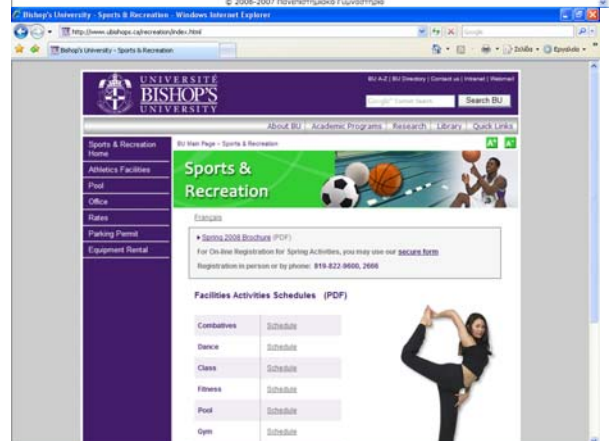 © 2006-2007 Πανεπιστημιακό Γυμναστήριο
Bishop's University - Sports & Recreation - Windows Internet Explorer
http://www.ubishops.ca/recreation/index.html
Google
Bishop's University - Sports & Recreation
Σελίδα
Εργαλεία
UNIVERSITÉ
BISHOP'S
UNIVERSITY
BU A-Z | BU Directory | Contact us | Intranet | Webmail
Search BU
About BU | Academic Programs | Research | Library | Quick Links
Sports & Recreation
Home
Athletics Facilities
Pool
Office
Rates
Parking Permit
Equipment Rental
BU Main Page - Sports & Recreation
A+ A-
Sports &
Recreation
Français
Spring 2008 Brochure (PDF)
For On-line Registration for Spring Activities, you may use our secure form
Registration in person or by phone: 819-822-9600, 2666
Facilities Activities Schedules (PDF)
Combatives Schedule
Dance Schedule
Class Schedule
Fitness Schedule
Pool Schedule
Gym Schedule